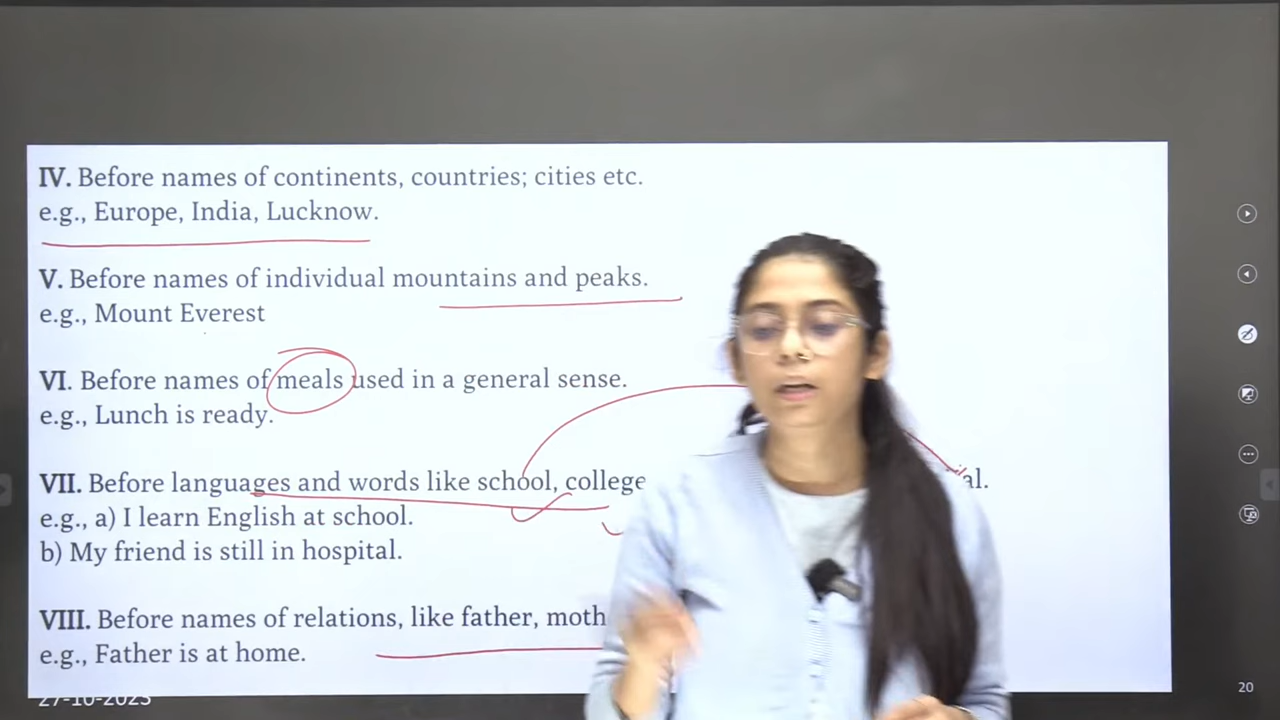 IV. Before names of continents, countries; cities etc.
e.g., Europe, India, Lucknow.
V. Before names of individual mountains and peaks.
e.g., Mount Everest
VI. Before names of meals used in a general sense.
e.g., Lunch is ready.
VII. Before languages and words like school, college
e.g., a) I learn English at school.
b) My friend is still in hospital.
VIII. Before names of relations, like father, moth
e.g., Father is at home.
27-10-2023
20